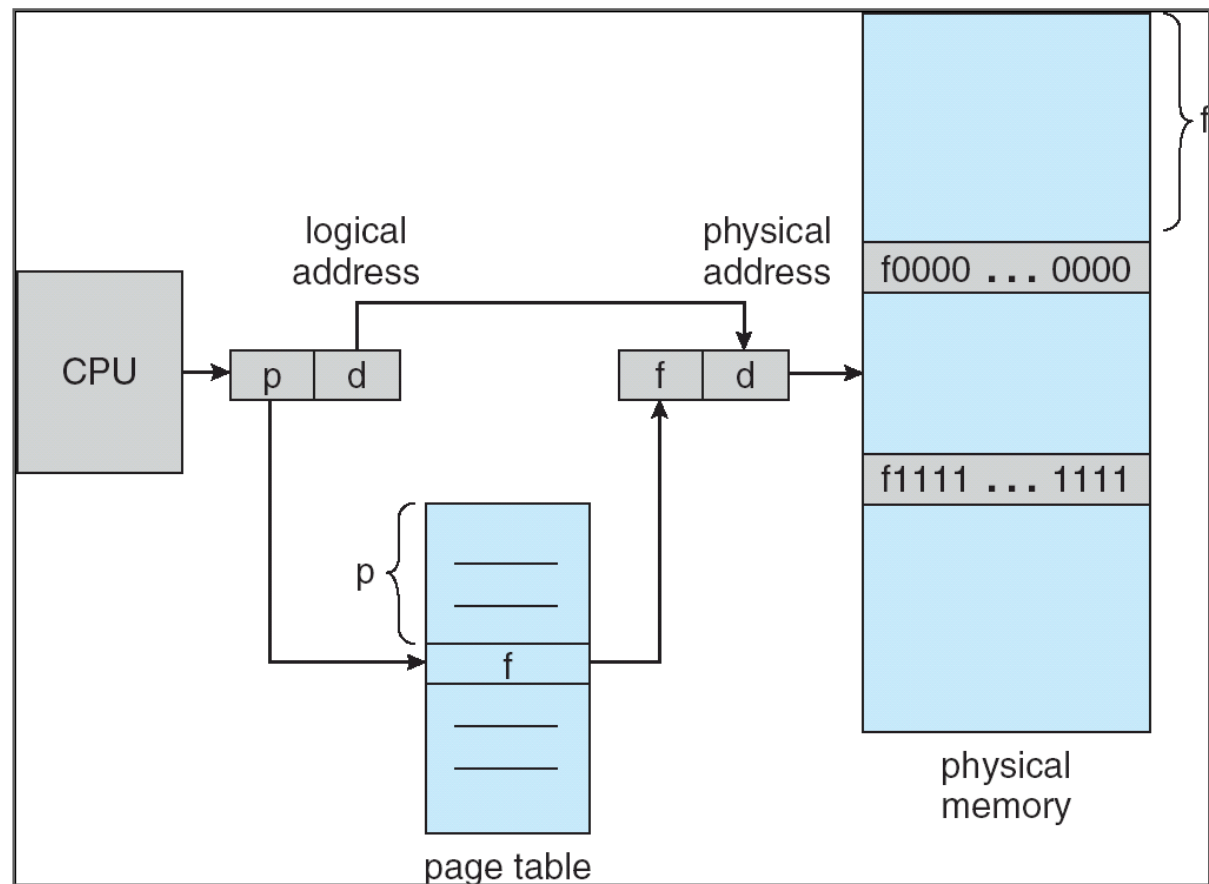 f
logical
address
physical
address
f0000 ... 0000
CPU
p
d
f
d
f1111 ... 1111
p
f
physical
memory
page table